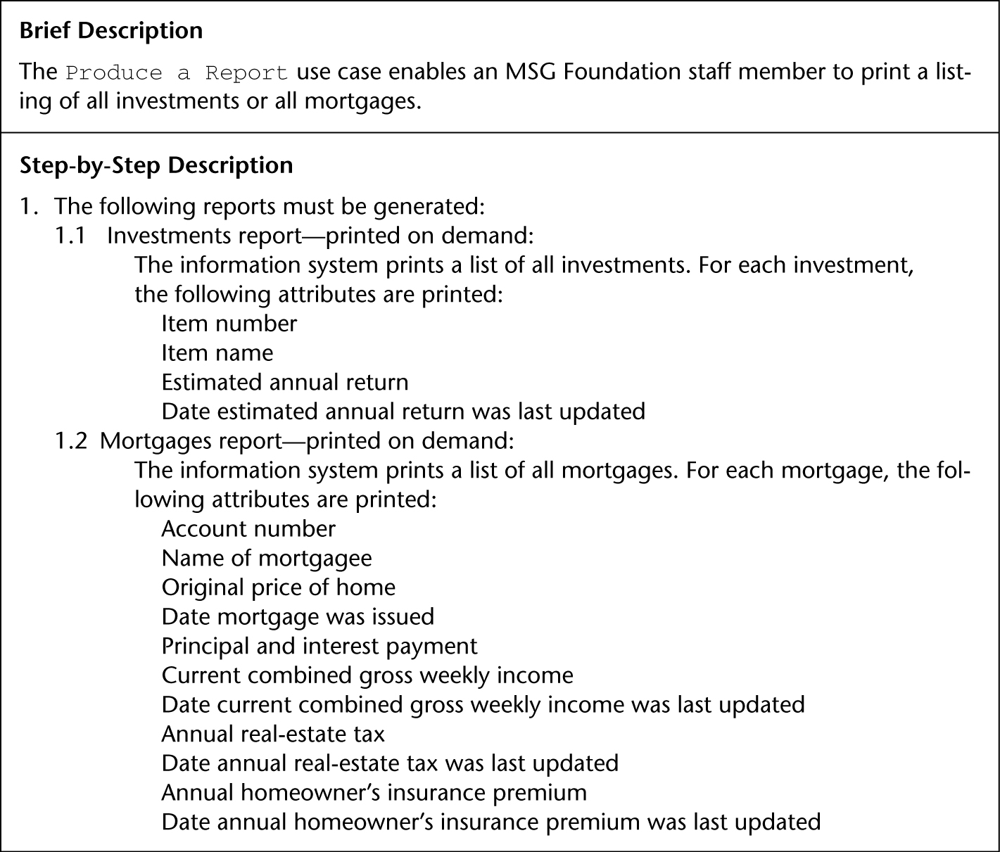 Brief Description
The Produce a Report use case enables an MSG Foundation staff member to print a list-
ing of all investments or all mortgages.
Step-by-Step Description
1. The following reports must be generated:
1.1 Investments report—printed on demand:
The information system prints a list of all investments. For each investment,
the following attributes are printed:
Item number
Item name
Estimated annual return
Date estimated annual return was last updated
1.2 Mortgages report—printed on demand:
The information system prints a list of all mortgages. For each mortgage, the fol-
lowing attributes are printed:
Account number
Name of mortgagee
Original price of home
Date mortgage was issued
Principal and interest payment
Current combined gross weekly income
Date current combined gross weekly income was last updated
Annual real-estate tax
Date annual real-estate tax was last updated
Annual homeowner’s insurance premium
Date annual homeowner’s insurance premium was last updated